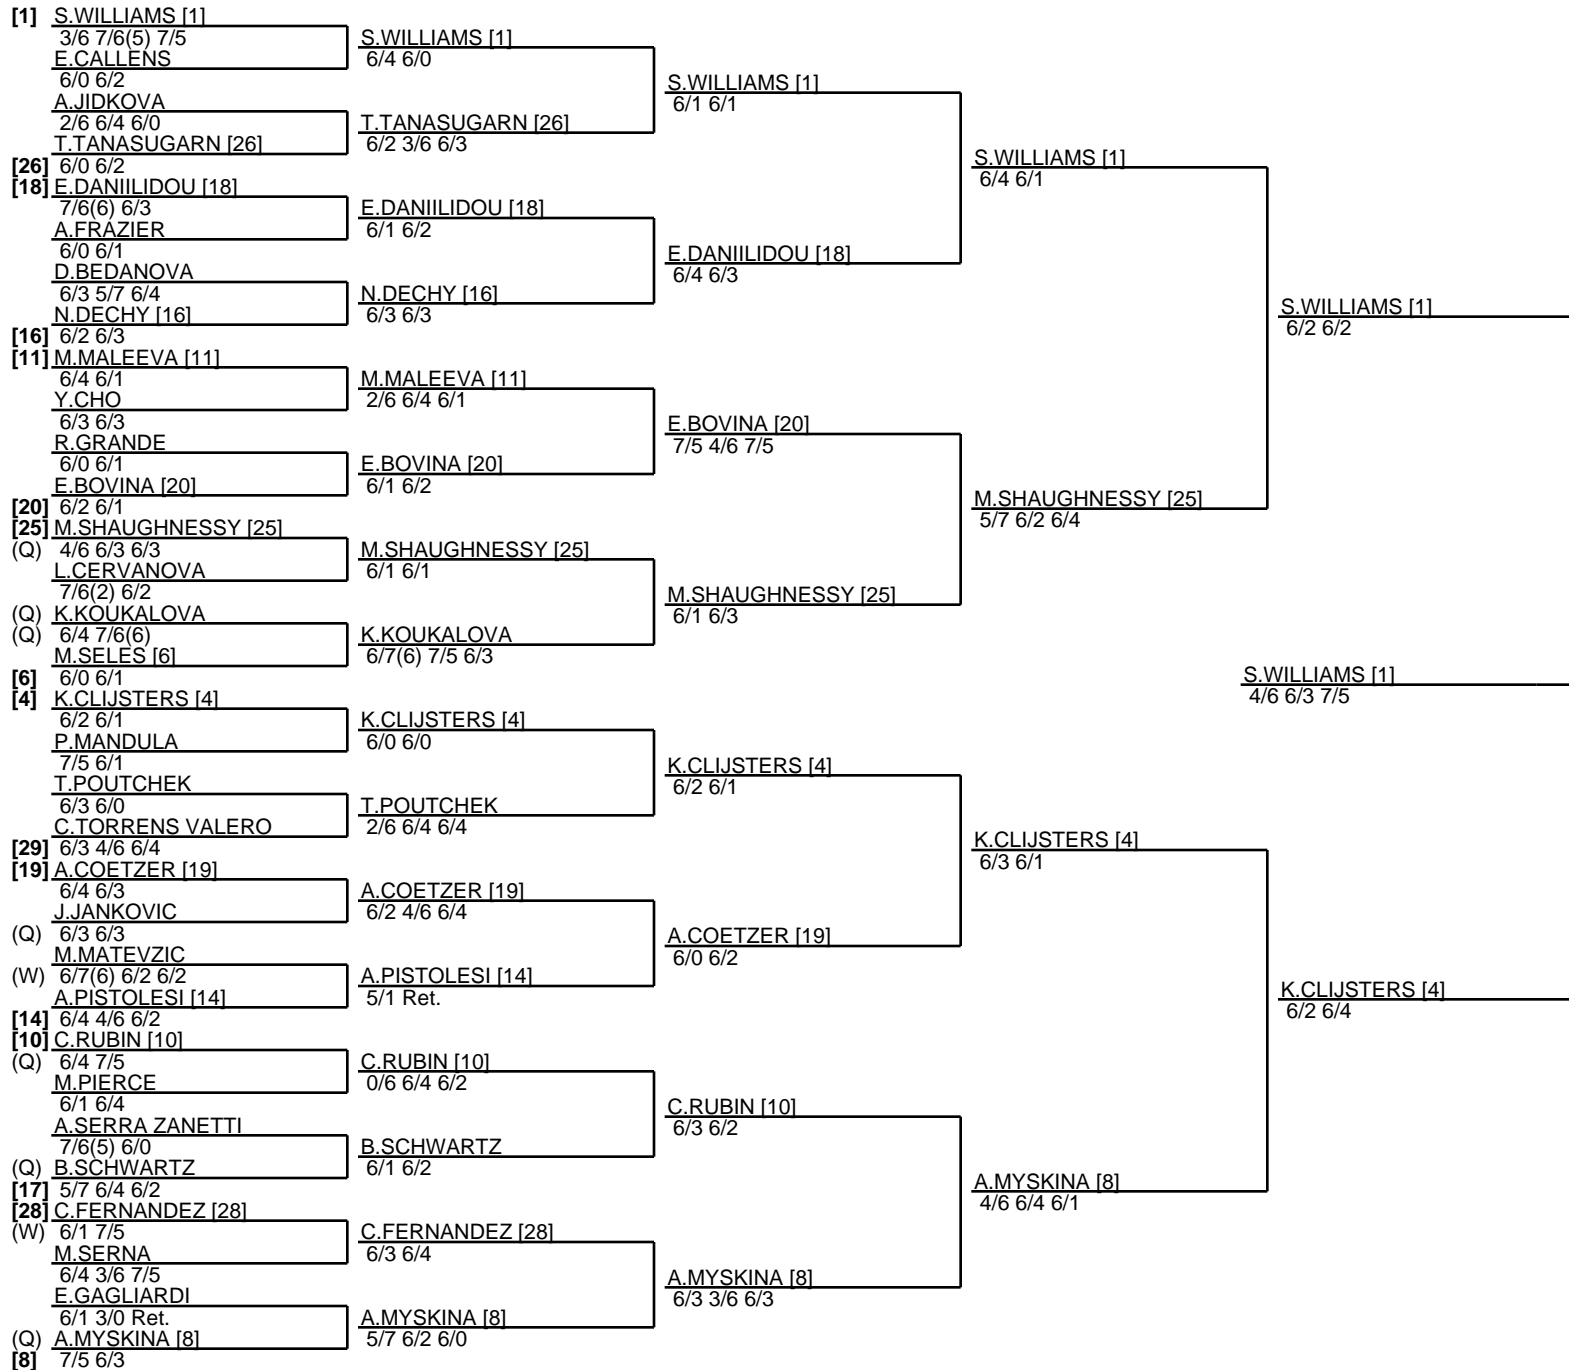 [1] S.WILLIAMS [1]
3/6 7/6(5) 7/5
E.CALLENS
6/0 6/2
A.JIDKOVA
2/6 6/4 6/0
T.TANASUGARN [26]
[26] 6/0 6/2
[18] E.DANIILIDOU [18]
7/6(6) 6/3
A.FRAZIER
6/0 6/1
D.BEDANOVA
6/3 5/7 6/4
N.DECHY [16]
[16] 6/2 6/3
[11] M.MALEEVA [11]
6/4 6/1
Y.CHO
6/3 6/3
R.GRANDE
6/0 6/1
E.BOVINA [20]
[20] 6/2 6/1
[25] M.SHAUGHNESSY [25]
(Q) 4/6 6/3 6/3
L.CERVANOVA
7/6(2) 6/2
(Q) K.KOUKALOVA
(Q) 6/4 7/6(6)
M.SELES [6]
[6] 6/0 6/1
[4] K.CLIJSTERS [4]
6/2 6/1
P.MANDULA
7/5 6/1
T.POUTCHEK
6/3 6/0
C.TORRENS VALERO
[29] 6/3 4/6 6/4
[19] A.COETZER [19]
6/4 6/3
J.JANKOVIC
(Q) 6/3 6/3
M.MATEVZIC
(W) 6/7(6) 6/2 6/2
A.PISTOLESI [14]
[14] 6/4 4/6 6/2
[10] C.RUBIN [10]
(Q) 6/4 7/5
M.PIERCE
6/1 6/4
A.SERRA ZANETTI
7/6(5) 6/0
(Q) B.SCHWARTZ
[17] 5/7 6/4 6/2
[28] C.FERNANDEZ [28]
(W) 6/1 7/5
M.SERNA
6/4 3/6 7/5
E.GAGLIARDI
6/1 3/0 Ret.
(Q) A.MYSKINA [8]
[8] 7/5 6/3
S.WILLIAMS [1]
6/4 6/0
T.TANASUGARN [26]
6/2 3/6 6/3
E.DANIILIDOU [18]
6/1 6/2
N.DECHY [16]
6/3 6/3
M.MALEEVA [11]
2/6 6/4 6/1
E.BOVINA [20]
6/1 6/2
M.SHAUGHNESSY [25]
6/1 6/1
K.KOUKALOVA
6/7(6) 7/5 6/3
K.CLIJSTERS [4]
6/0 6/0
T.POUTCHEK
2/6 6/4 6/4
A.COETZER [19]
6/2 4/6 6/4
A.PISTOLESI [14]
5/1 Ret.
C.RUBIN [10]
0/6 6/4 6/2
B.SCHWARTZ
6/1 6/2
C.FERNANDEZ [28]
6/3 6/4
A.MYSKINA [8]
5/7 6/2 6/0
S.WILLIAMS [1]
6/1 6/1
E.DANIILIDOU [18]
6/4 6/3
E.BOVINA [20]
7/5 4/6 7/5
M.SHAUGHNESSY [25]
6/1 6/3
K.CLIJSTERS [4]
6/2 6/1
A.COETZER [19]
6/0 6/2
C.RUBIN [10]
6/3 6/2
A.MYSKINA [8]
6/3 3/6 6/3
S.WILLIAMS [1]
6/4 6/1
M.SHAUGHNESSY [25]
5/7 6/2 6/4
K.CLIJSTERS [4]
6/3 6/1
A.MYSKINA [8]
4/6 6/4 6/1
S.WILLIAMS [1]
6/2 6/2
K.CLIJSTERS [4]
6/2 6/4
S.WILLIAMS [1]
4/6 6/3 7/5